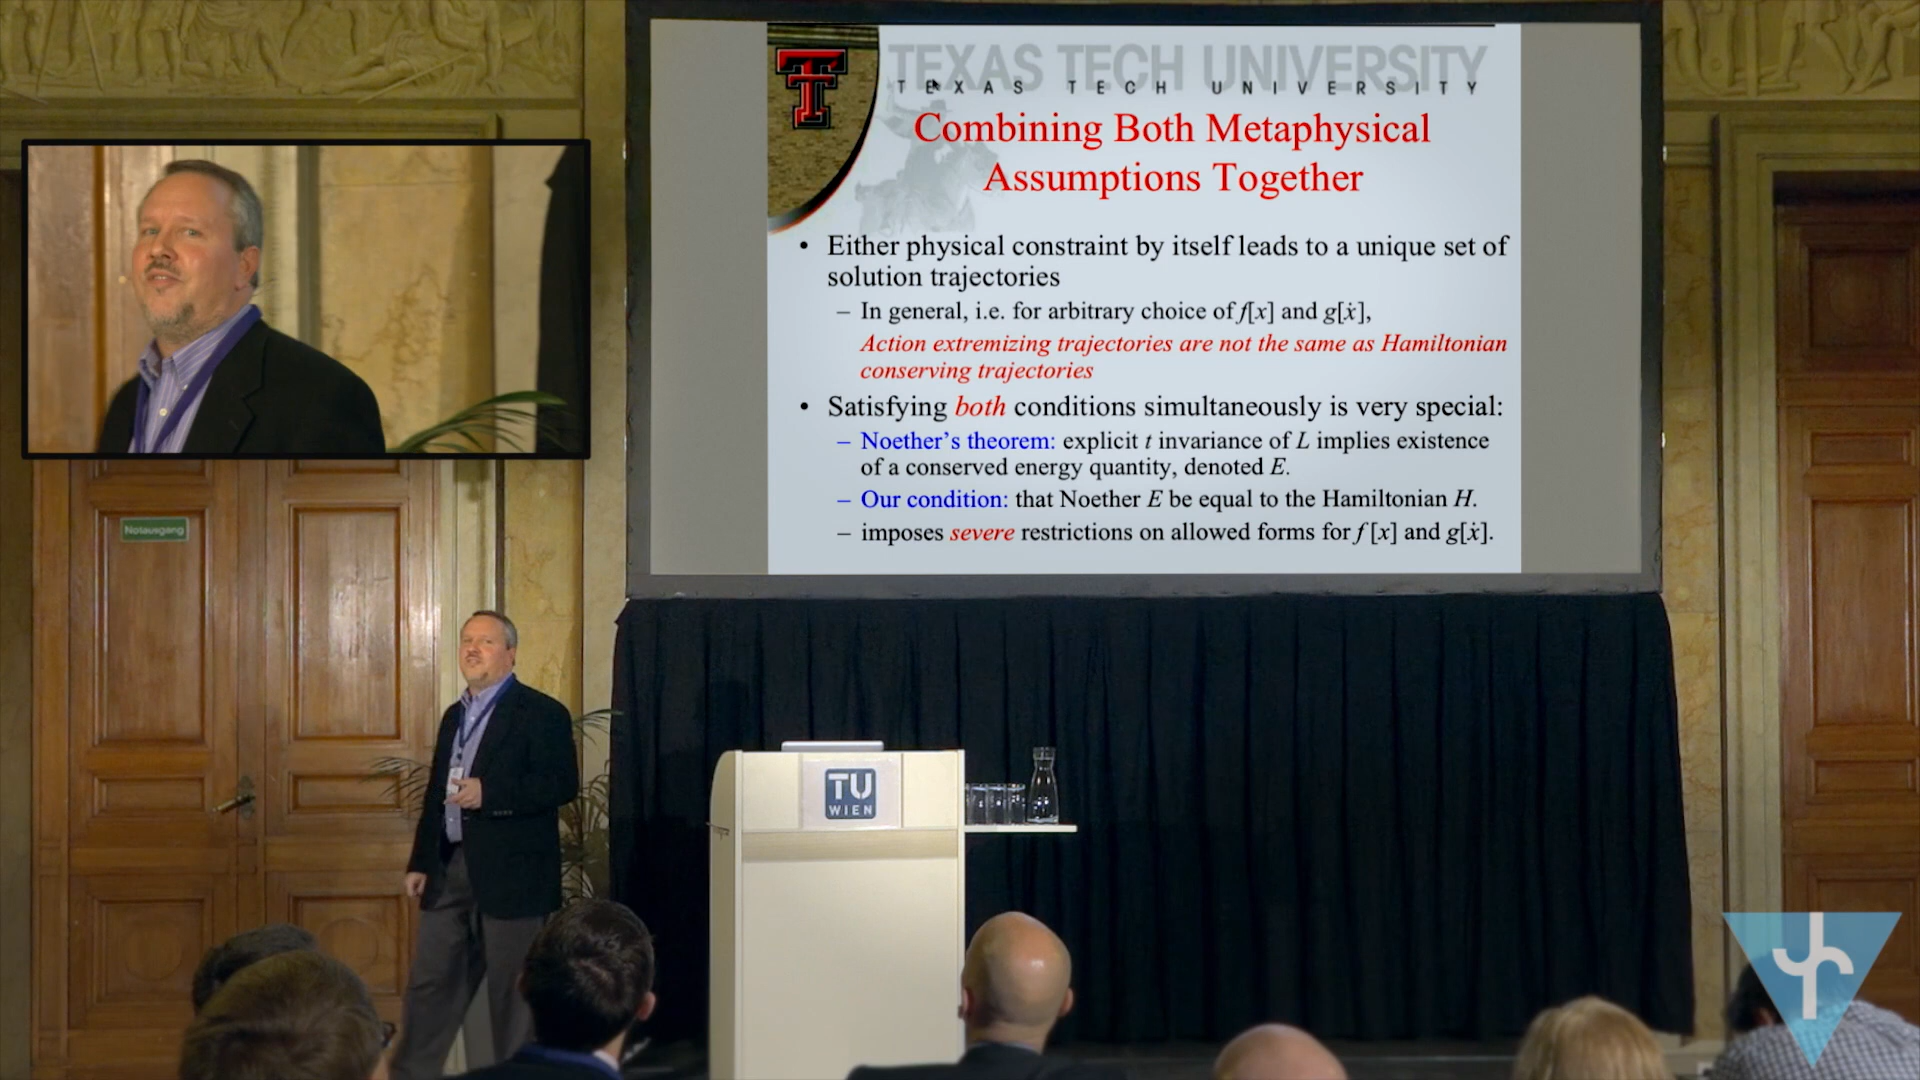 TEXAS TECH UNIVERSITY
TEXAS TECH UNIVERSITY
Combining Both Metaphysical
Assumptions Together
• Either physical constraint by itself leads to a unique set of
solution trajectories
– In general, i.e. for arbitrary choice of f[x] and g[ẋ],
Action extremizing trajectories are not the same as Hamiltonian
conserving trajectories
• Satisfying both conditions simultaneously is very special:
– Noether’s theorem: explicit t invariance of L implies existence
of a conserved energy quantity, denoted E.
– Our condition: that Noether E be equal to the Hamiltonian H.
– imposes severe restrictions on allowed forms for f [x] and g[ẋ].
Notausgang
TU
WIEN